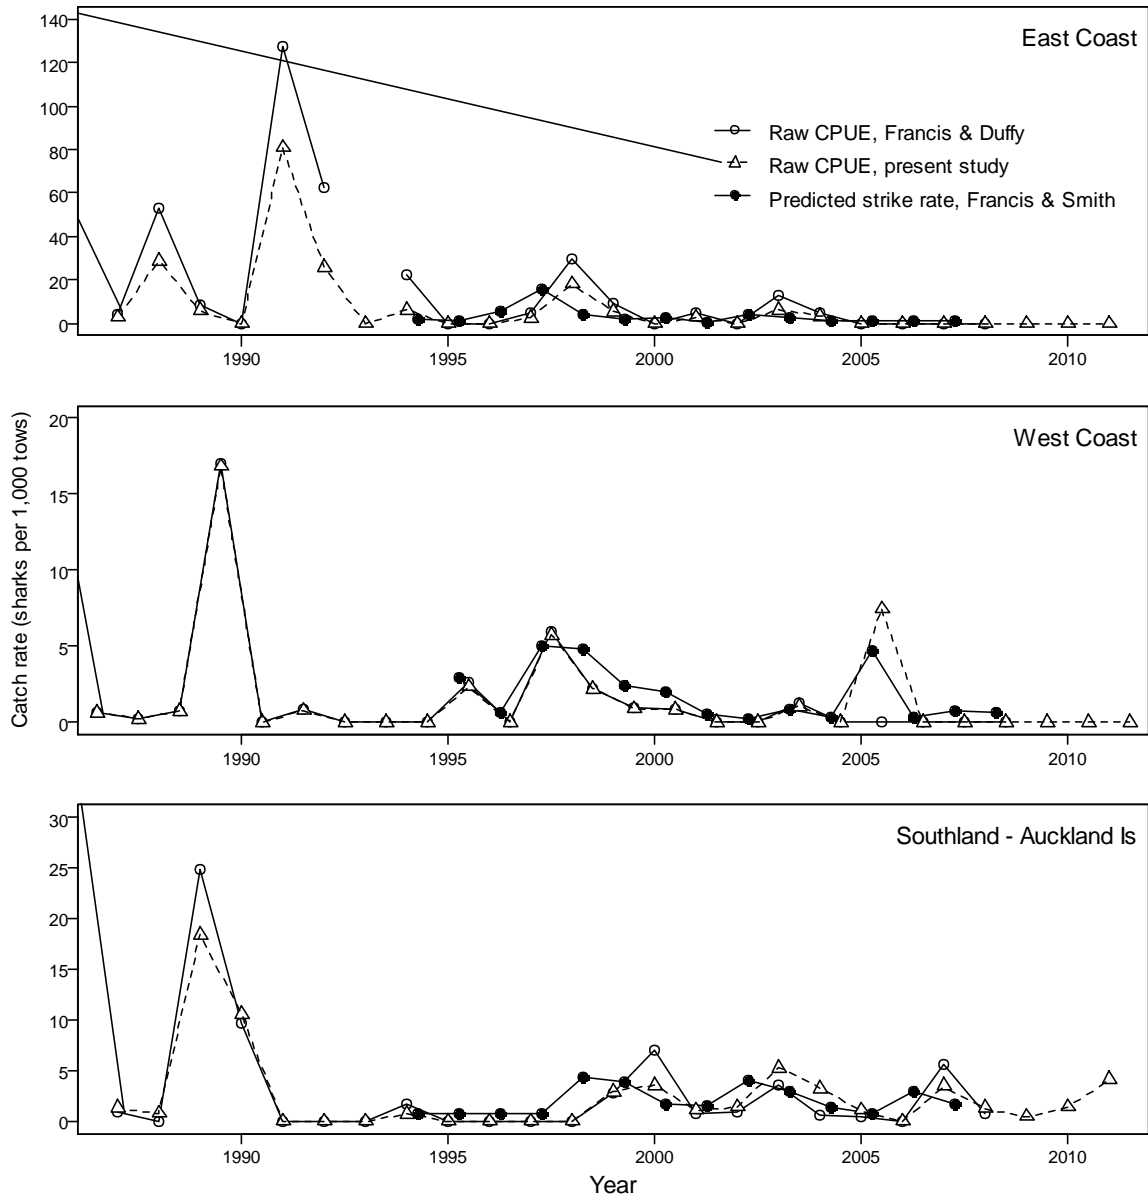 140
120
100
80
60
40
20
0
East Coast
Raw CPUE, Francis & Duffy
Raw CPUE, present study
Predicted strike rate, Francis & Smith
1990 1995 2000 2005 2010
Catch rate (sharks per 1,000 tows)
20
15
10
5
0
West Coast
1990 1995 2000 2005 2010
30
25
20
15
10
5
0
Southland - Auckland Is
1990 1995 2000 2005 2010
Year